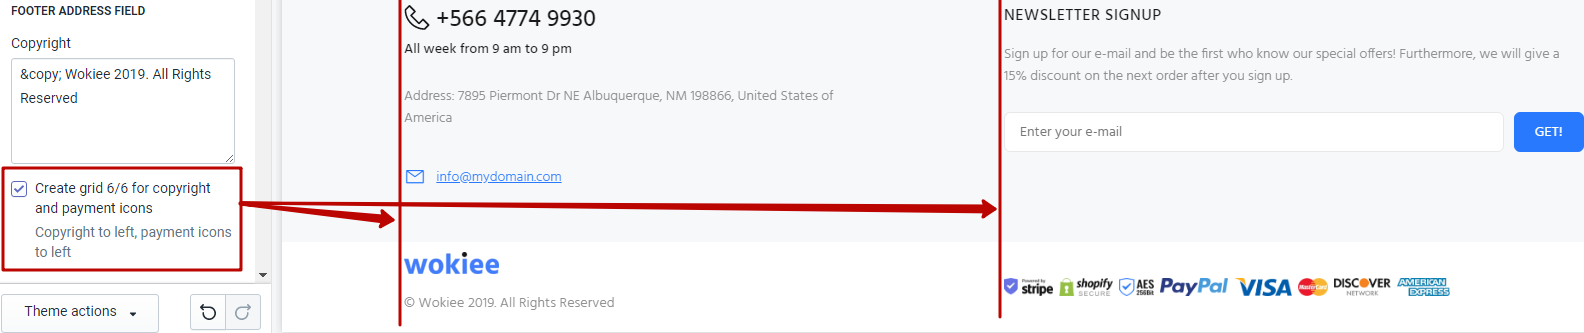 FOOTER ADDRESS FIELD
Copyright
&copy; Wokiee 2019. All Rights
Reserved
Create grid 6/6 for copyright
and payment icons
Copyright to left, payment icons
to left
Theme actions
+566 4774 9930
All week from 9 am to 9 pm
Address: 7895 Piermont Dr NE Albuquerque, NM 198866, United States of
America
info@mydomain.com
wokiee
© Wokiee 2019. All Rights Reserved
NEWSLETTER SIGNUP
Sign up for our e-mail and be the first who know our special offers! Furthermore, we will give a
15% discount on the next order after you sign up.
Enter your e-mail
GET!
Powered by
stripe
shopify
SECURE
AES
256Bit
PayPal
VISA
MasterCard
DISCOVER
NETWORK
AMERICAN
EXPRESS